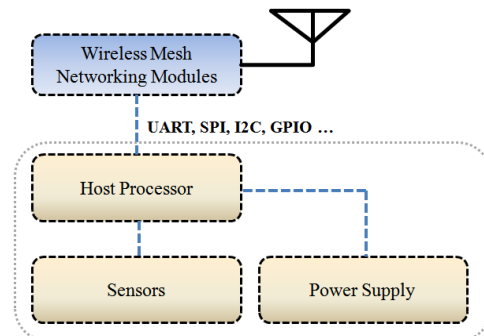 Wireless Mesh
Networking Modules
UART, SPI, I2C, GPIO ...
Host Processor
Sensors
Power Supply